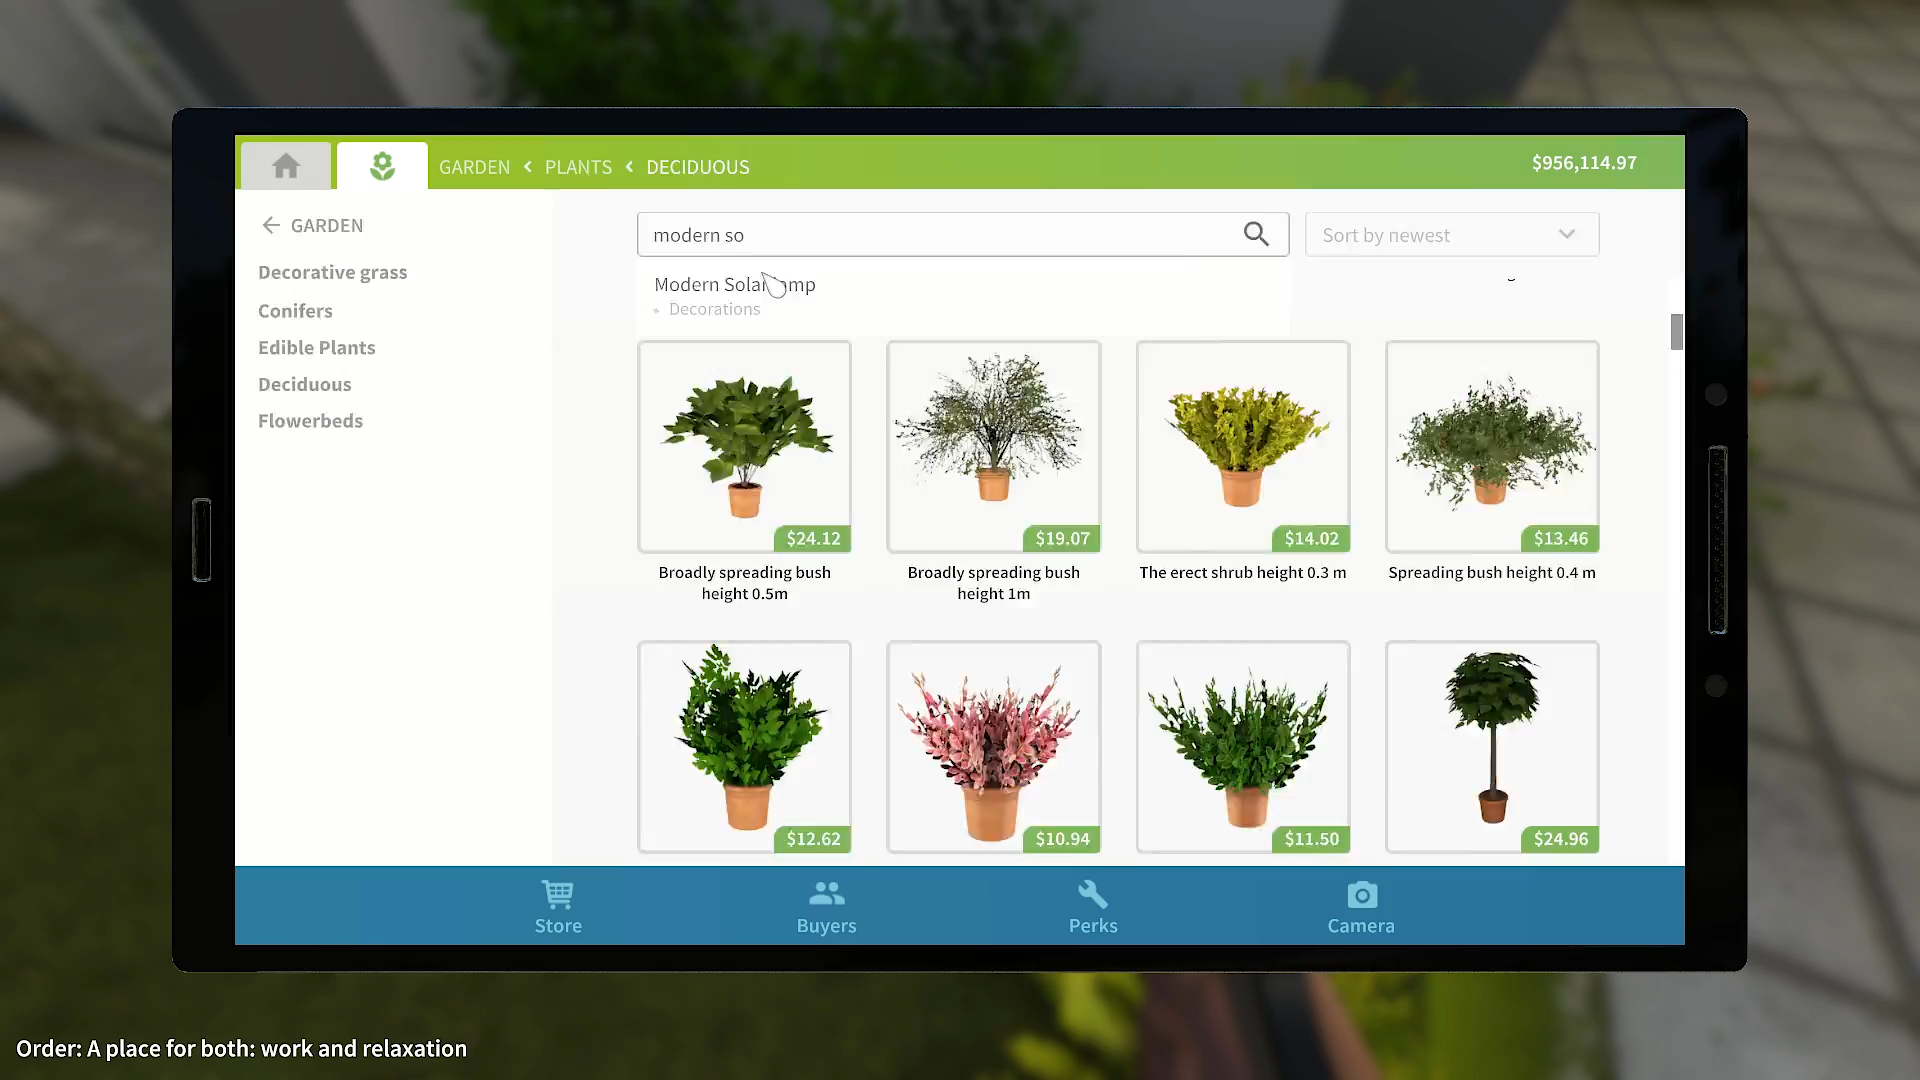 GARDEN < PLANTS < DECIDUOUS
$956,114.97
GARDEN
Decorative grass
Conifers
Edible Plants
Deciduous
Flowerbeds
modern so
Sort by newest
Modern
• Decorations
$24.12
$19.07
$14.02
$13.46
Broadly spreading bush
height 0.5m
Broadly spreading bush
height 1m
The erect shrub height 0.3 m
Spreading bush height 0.4 m
$12.62
$10.94
$11.50
$24.96
Store
Buyers
Perks
Camera
Order: A place for both: work and relaxation